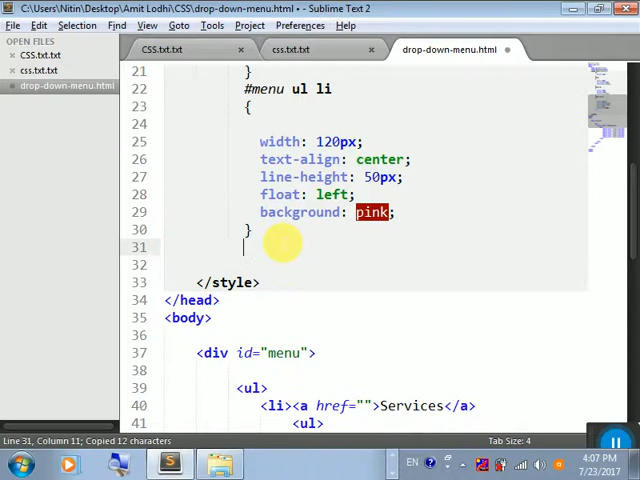 C:\Users\Nitin\Desktop\Amit Lodhi\CSS\drop-down-menu.html • - Sublime Text 2
File Edit Selection Find View Goto Tools Project Preferences Help
OPEN FILES
CSS.txt.txt
css.txt.txt
drop-down-menu.html
CSS.txt.txt
css.txt.txt
drop-down-menu.html
21 }
22 #menu ul li
23 {
24
25 width: 120px;
26 text-align: center;
27 line-height: 50px;
28 float: left;
29 background: pink;
30 }
31
32
33 </style>
34 </head>
35 <body>
36
37 <div id="menu">
38
39 <ul>
40 <li><a href="">Services</a>
41 <ul>
Line 31, Column 11; Copied 12 characters
Tab Size: 4
EN
4:07 PM
7/23/2017